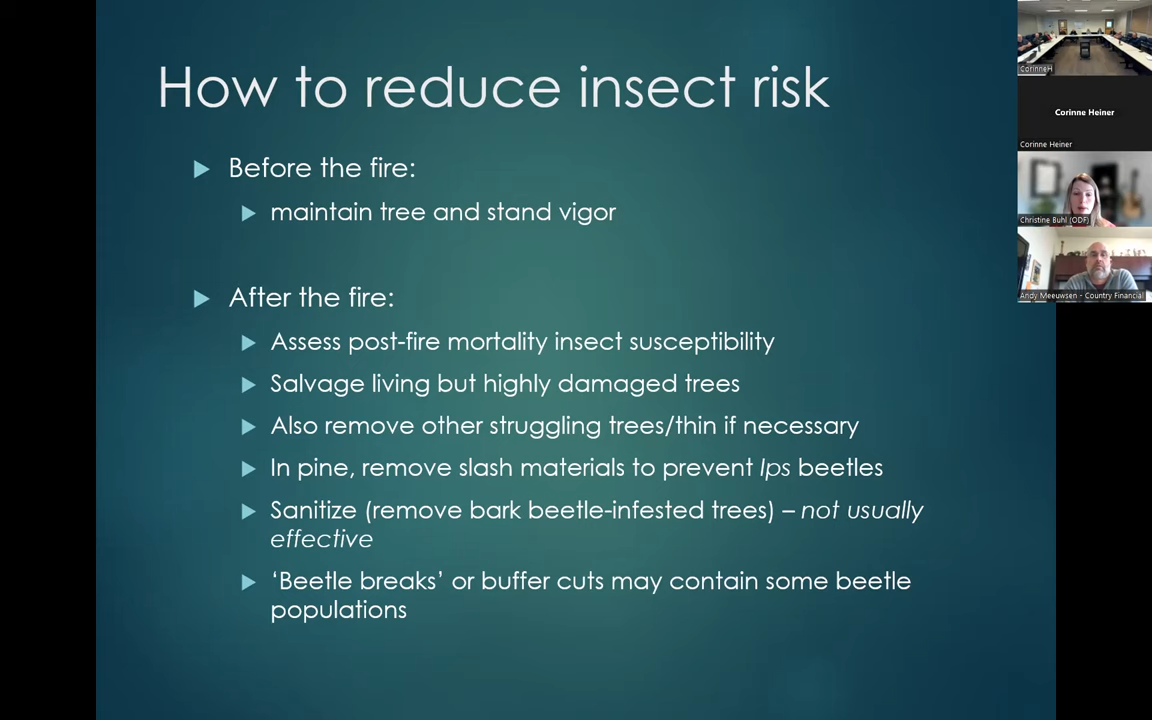 How to reduce insect risk
Before the fire:
maintain tree and stand vigor
After the fire:
Assess post-fire mortality insect susceptibility
Salvage living but highly damaged trees
Also remove other struggling trees/thin if necessary
In pine, remove slash materials to prevent Ips beetles
Sanitize (remove bark beetle-infested trees) – not usually
effective
‘Beetle breaks’ or buffer cuts may contain some beetle
populations
CorinneH
Corinne Heiner
Corinne Heiner
Christine Buhl (ODF)
Andy Meeuwsen - Country Financial